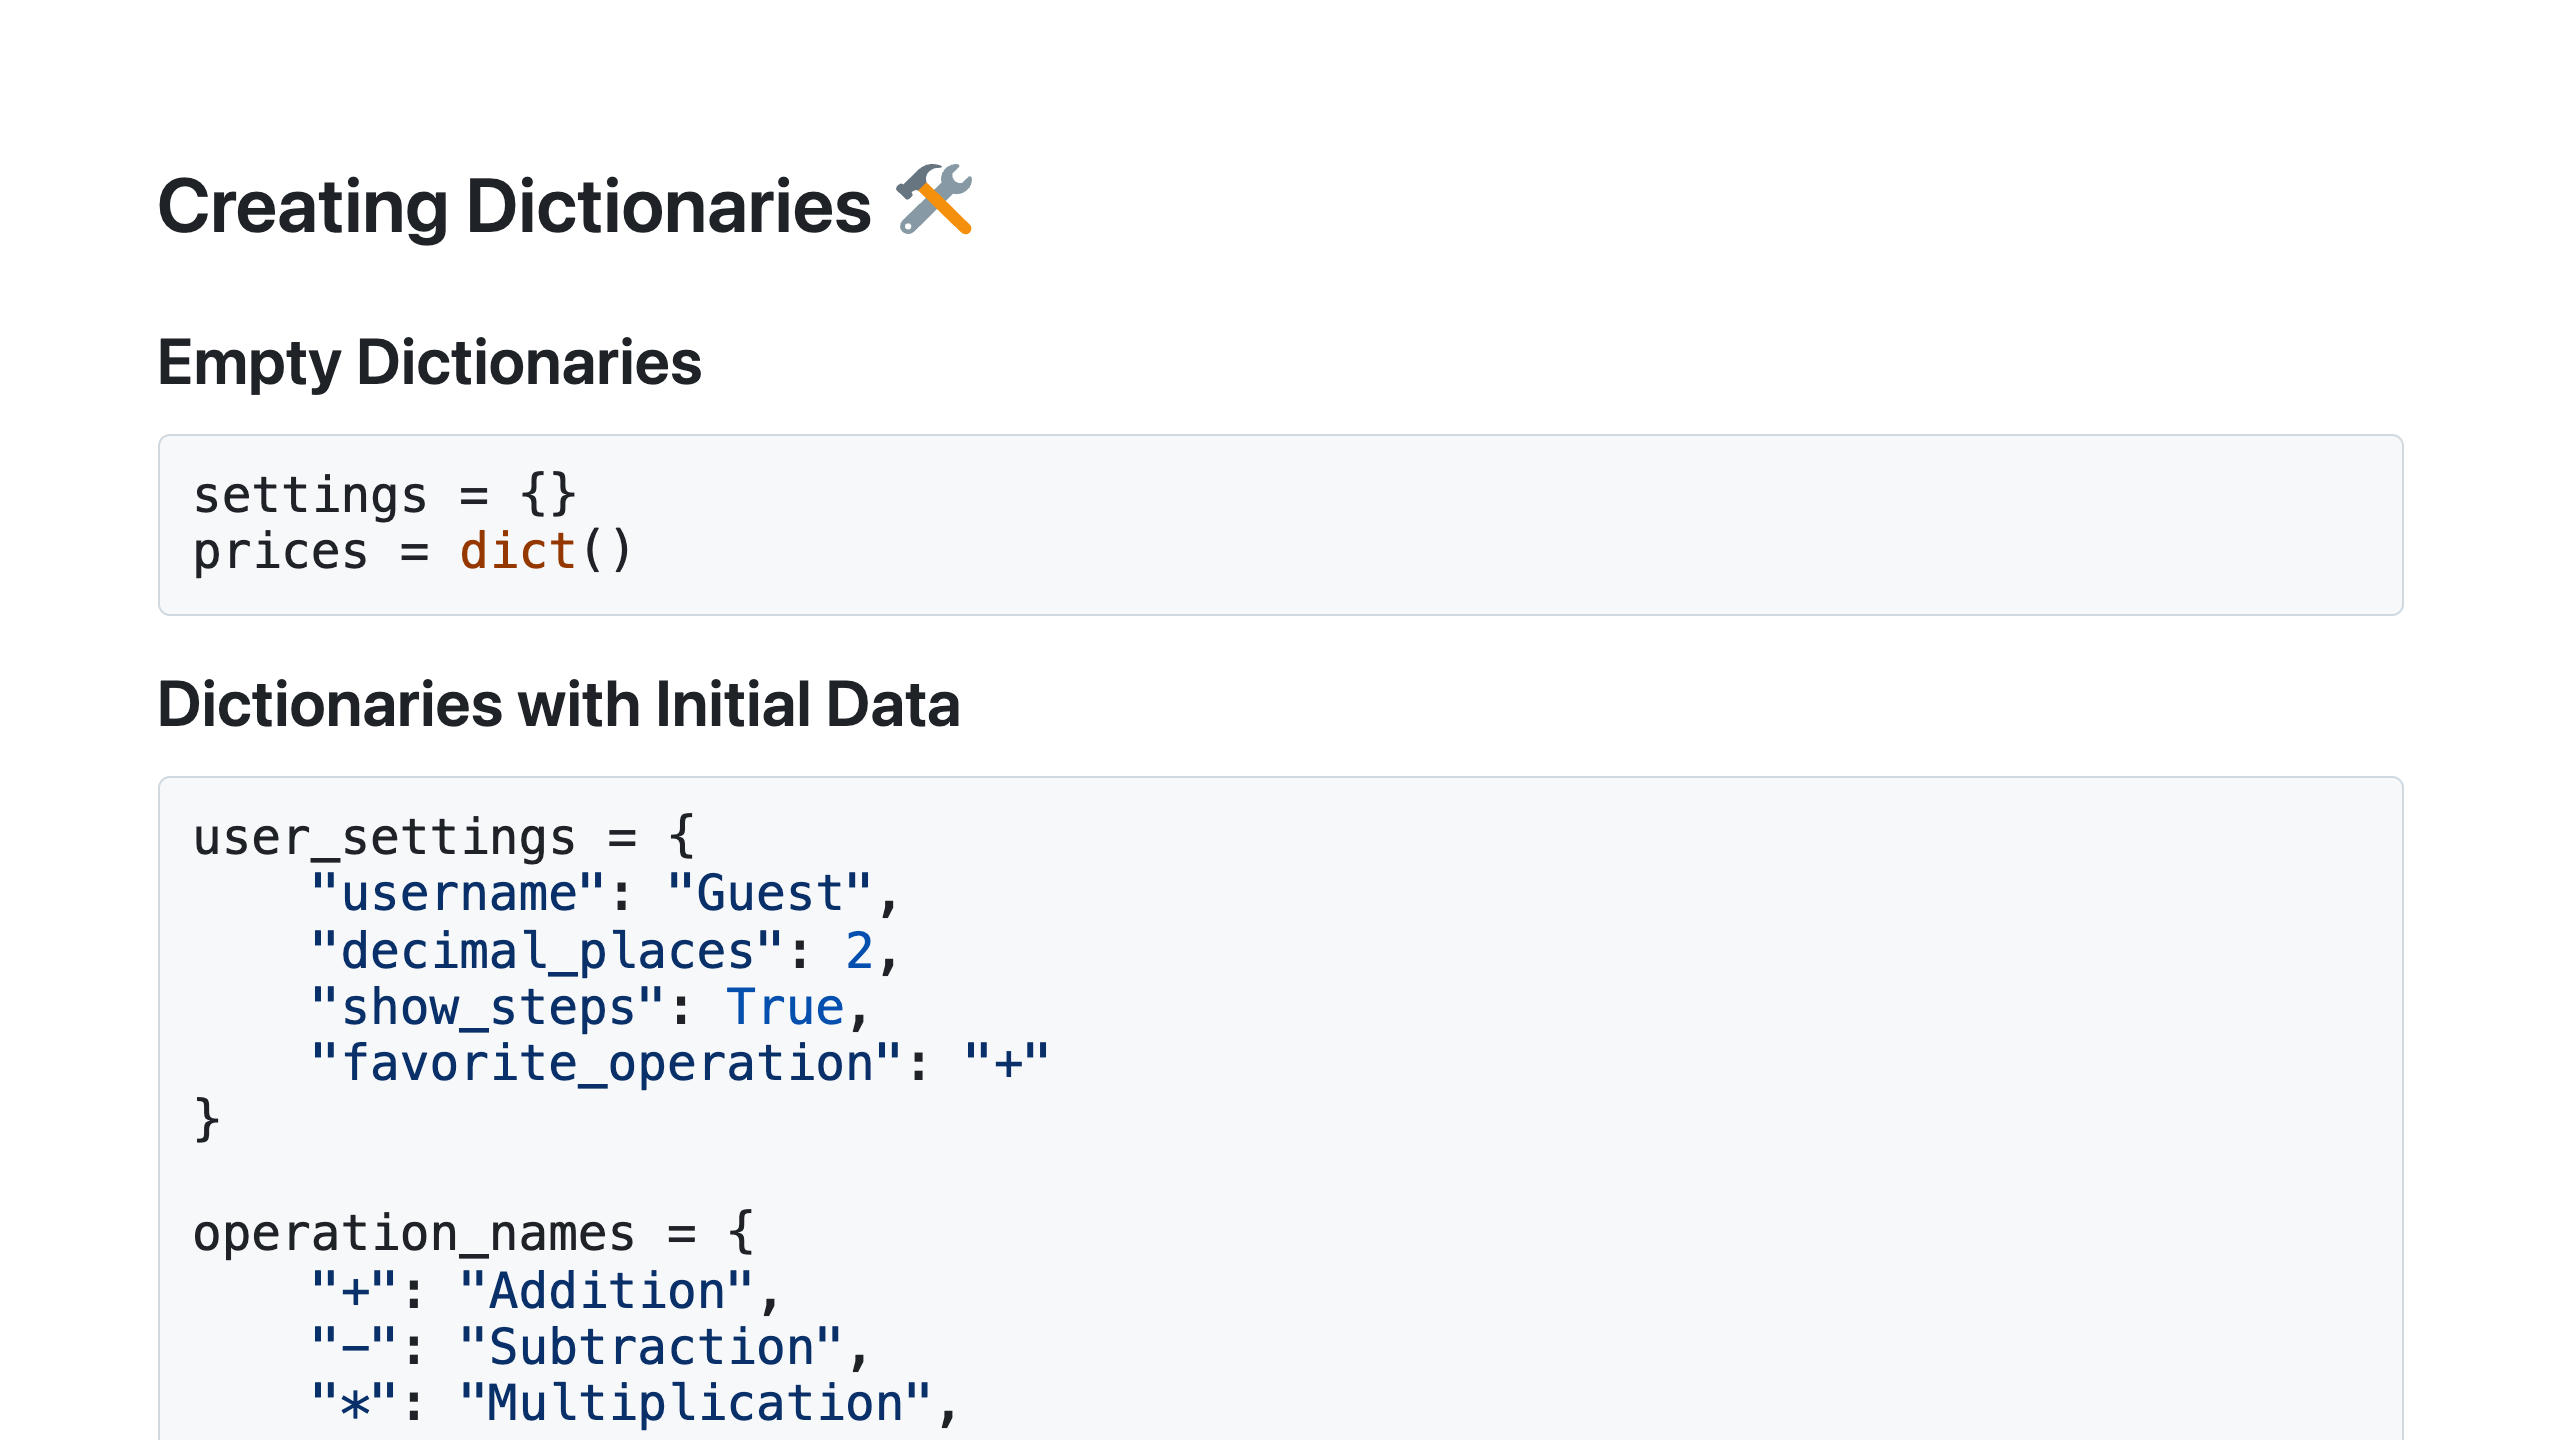 Creating Dictionaries 🛠️
Empty Dictionaries
settings = {}
prices = dict()
Dictionaries with Initial Data
user_settings = {
    "username": "Guest",
    "decimal_places": 2,
    "show_steps": True,
    "favorite_operation": "+"
}
operation_names = {
    "+": "Addition",
    "-": "Subtraction",
    "*": "Multiplication",